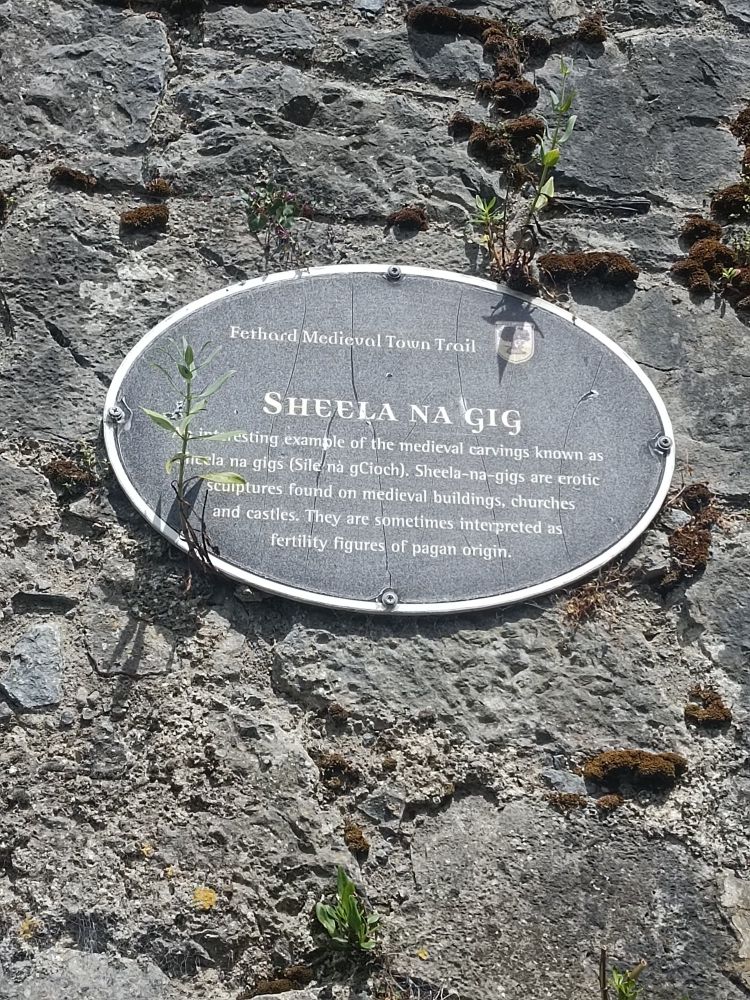 Fethard Medieval Town Trail
SHEELA NA GIG
interesting example of the medieval carvings known as
na gigs (Síle nà gCíoch). Sheela-na-gigs are erotic
sculptures found on medieval buildings, churches
and castles. They are sometimes interpreted as
fertility figures of pagan origin.